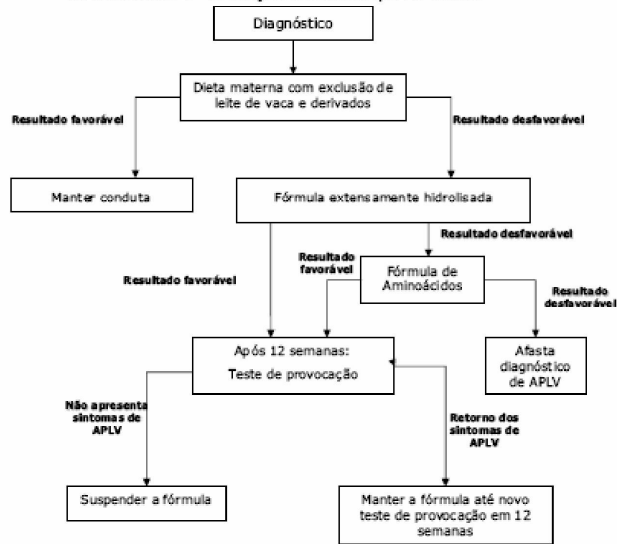 Diagnóstico
Dieta materna com exclusão de
leite de vaca e derivados
Resultado favorável
Resultado desfavorável
Manter conduta
Fórmula extensamente hidrolisada
Resultado desfavorável
Resultado
favorável
Resultado favorável
Fórmula de
Aminoácidos
Resultado
desfavorável
Após 12 semanas:
Teste de provocação
Afasta
diagnóstico
de APLV
Não apresenta
sintomas de
APLV
Retorno dos
sintomas de
APLV
Suspender a fórmula
Manter a fórmula até novo
teste de provocação em 12
semanas